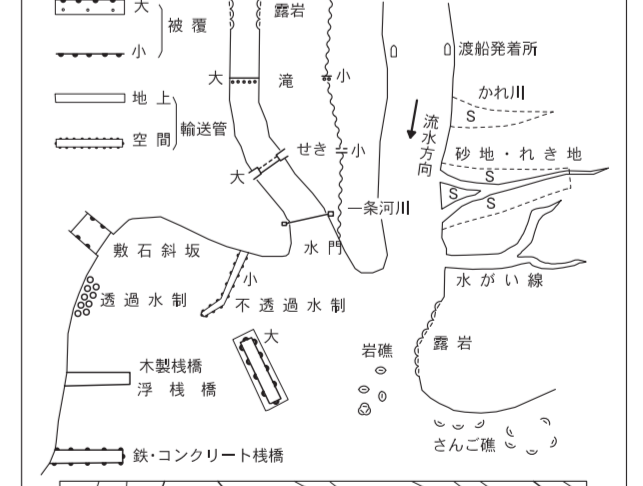 大
被覆
小
地上
輸送管
空間
露岩
大
滝
小
せき
小
大
一条河川
水門
渡船発着所
かれ川
S
流水方向
砂地・れき地
S
S
S
水がい線
敷石斜坂
透過水制
小
不透過水制
大
木製桟橋
浮桟橋
岩礁
露岩
鉄・コンクリート桟橋
さんご礁